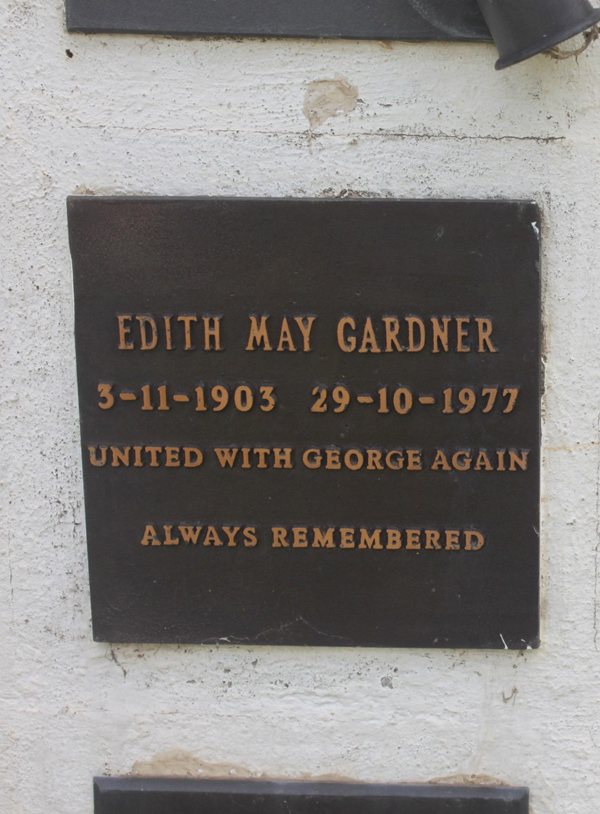 EDITH MAY GARDNER
3-11-1903 29-10-1977
UNITED WITH GEORGE AGAIN
ALWAYS REMEMBERED